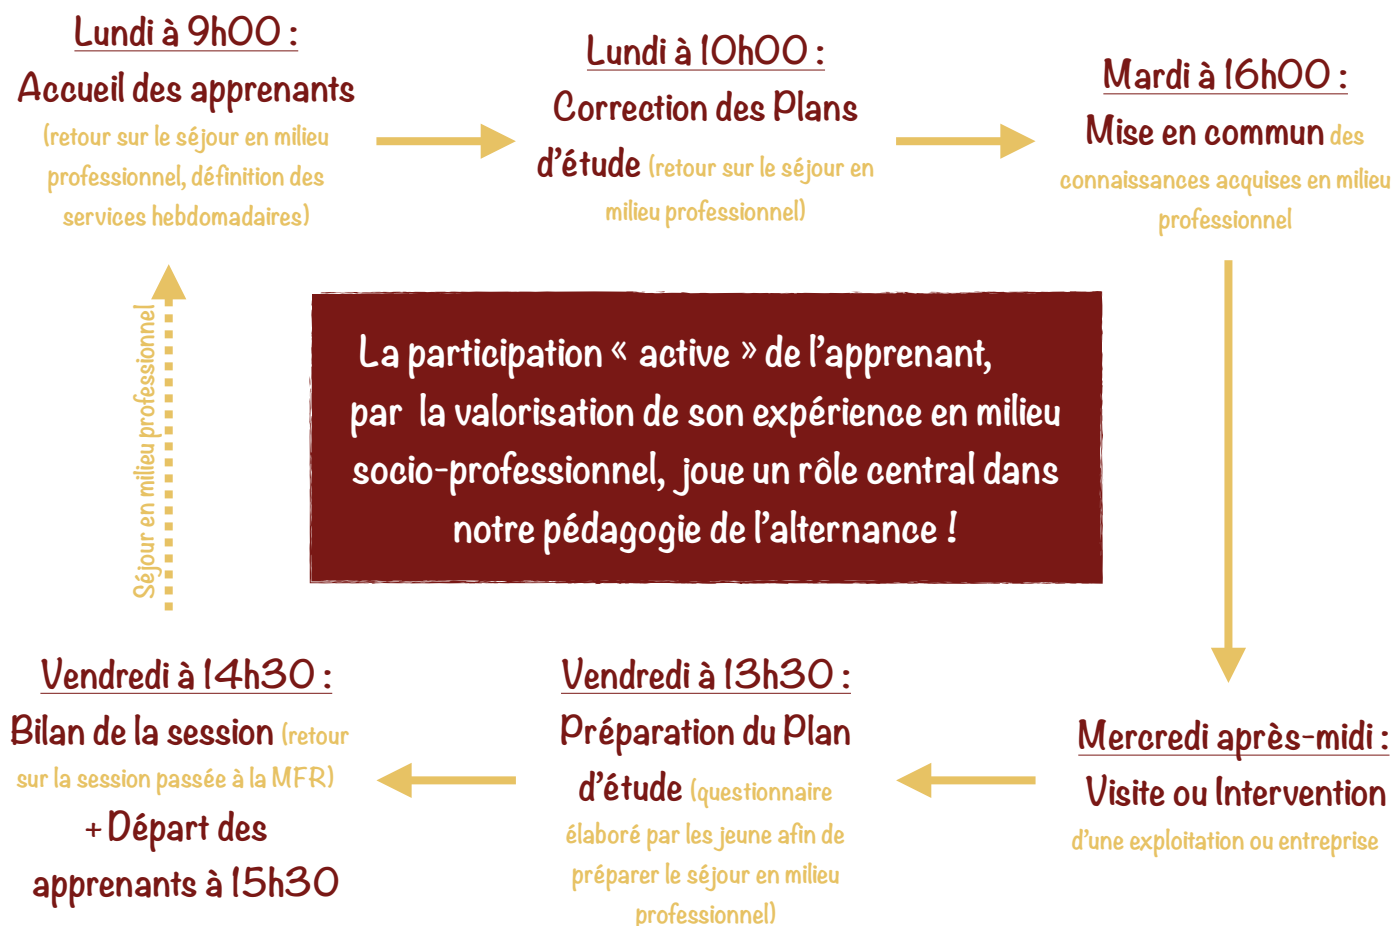 Lundi à 9h00 :
Accueil des apprenants
(retour sur le séjour en milieu
professionnel, définition des
services hebdomadaires)
Lundi à 10h00 :
Correction des Plans
d’étude (retour sur le séjour en
milieu professionnel)
Mardi à 16h00 :
Mise en commun des
connaissances acquises en milieu
professionnel
La participation « active » de l’apprenant,
par la valorisation de son expérience en milieu
socio-professionnel, joue un rôle central dans
notre pédagogie de l’alternance !
Mercredi après-midi :
Visite ou Intervention
d’une exploitation ou entreprise
Vendredi à 13h30 :
Préparation du Plan
d’étude (questionnaire
élaboré par les jeune afin de
préparer le séjour en milieu
professionnel)
Vendredi à 14h30 :
Bilan de la session (retour
sur la session passée à la MFR)
+ Départ des
apprenants à 15h30
Séjour en milieu professionnel